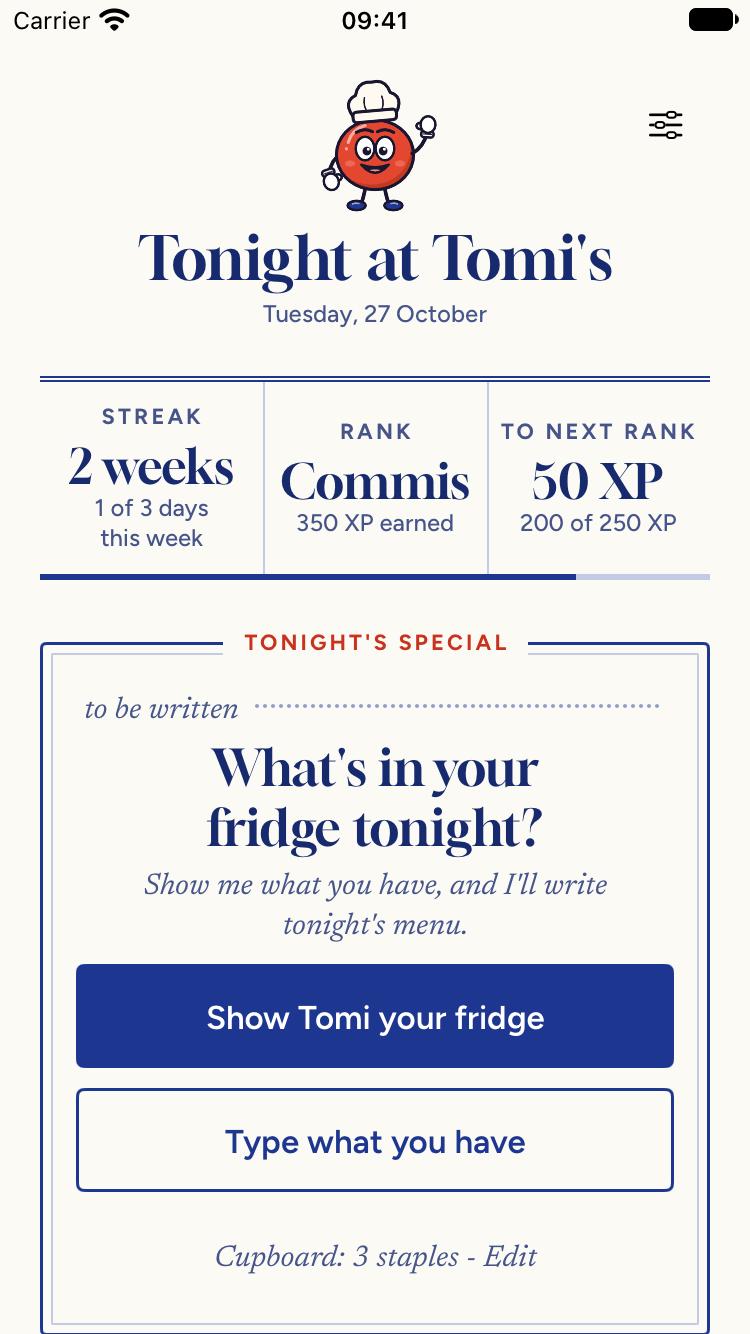 Carrier
09:41
Tonight at Tomi's
Tuesday, 27 October
STREAK
2 weeks
1 of 3 days
this week
RANK
Commis
350 XP earned
TO NEXT RANK
50 XP
200 of 250 XP
TONIGHT'S SPECIAL
to be written
What's in your
fridge tonight?
Show me what you have, and I'll write
tonight's menu.
Show Tomi your fridge
Type what you have
Cupboard: 3 staples - Edit